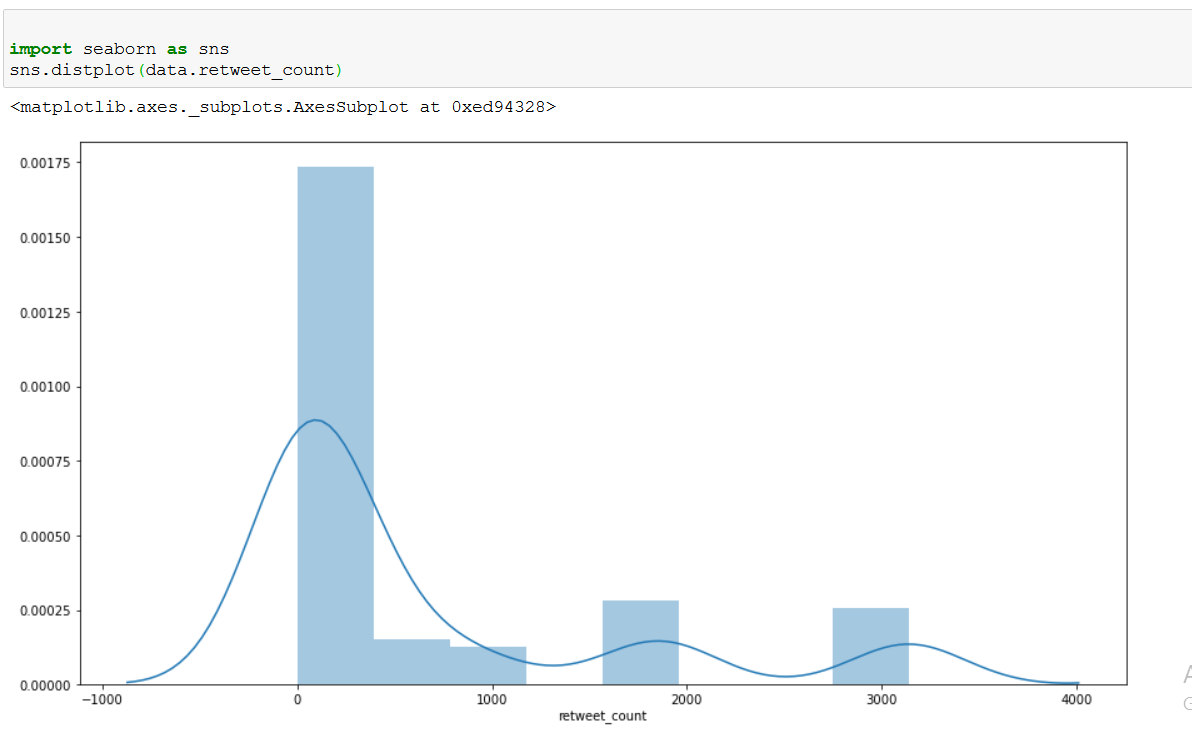 import seaborn as sns
sns.distplot(data.retweet_count)
<matplotlib.axes._subplots.AxesSubplot at 0xed94328>
0.00175
0.00150
0.00125
0.00100
0.00075
0.00050
0.00025
0.00000
−1000 0 1000 2000 3000 4000
retweet_count
A
G